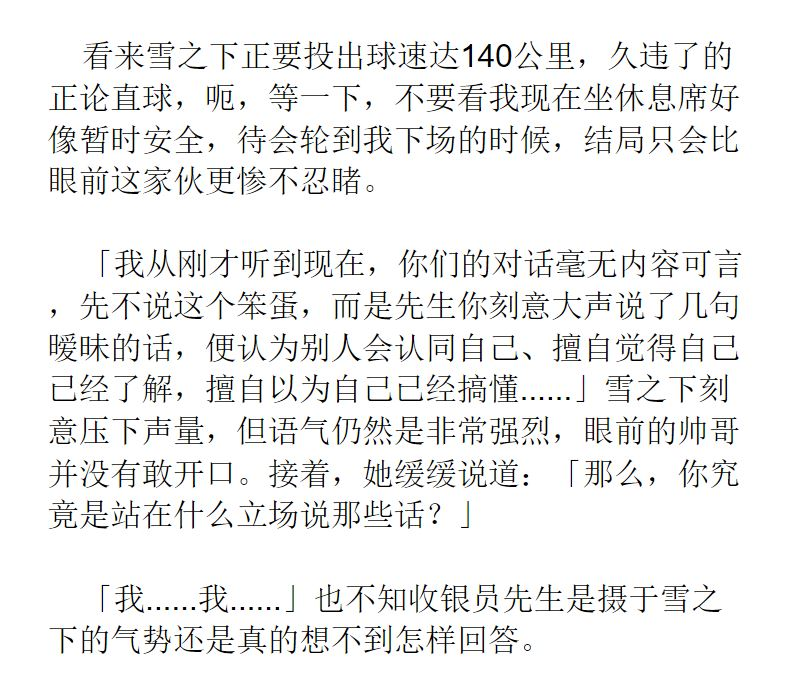 看来雪之下正要投出球速达140公里，久违了的
正论直球，呃，等一下，不要看我现在坐休息席好
像暂时安全，待会轮到我下场的时候，结局只会比
眼前这家伙更惨不忍睹。
「我从刚才听到现在，你们的对话毫无内容可言
，先不说这个笨蛋，而是先生你刻意大声说了几句
暧昧的话，便认为别人会认同自己、擅自觉得自己
已经了解，擅自以为自己已经搞懂......」雪之下刻
意压下声量，但语气仍然是非常强烈，眼前的帅哥
并没有敢开口。接着，她缓缓说道：「那么，你究
竟是站在什么立场说那些话？」
「我......我......」也不知收银员先生是摄于雪之
下的气势还是真的想不到怎样回答。